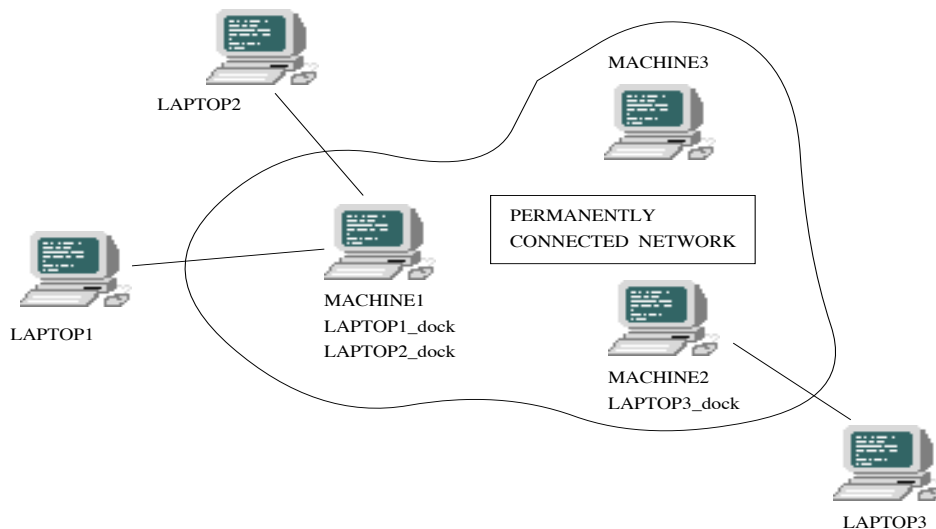 MACHINE3
LAPTOP2
PERMANENTLY
CONNECTED NETWORK
MACHINE1
LAPTOP1_dock
LAPTOP2_dock
LAPTOP1
MACHINE2
LAPTOP3_dock
LAPTOP3